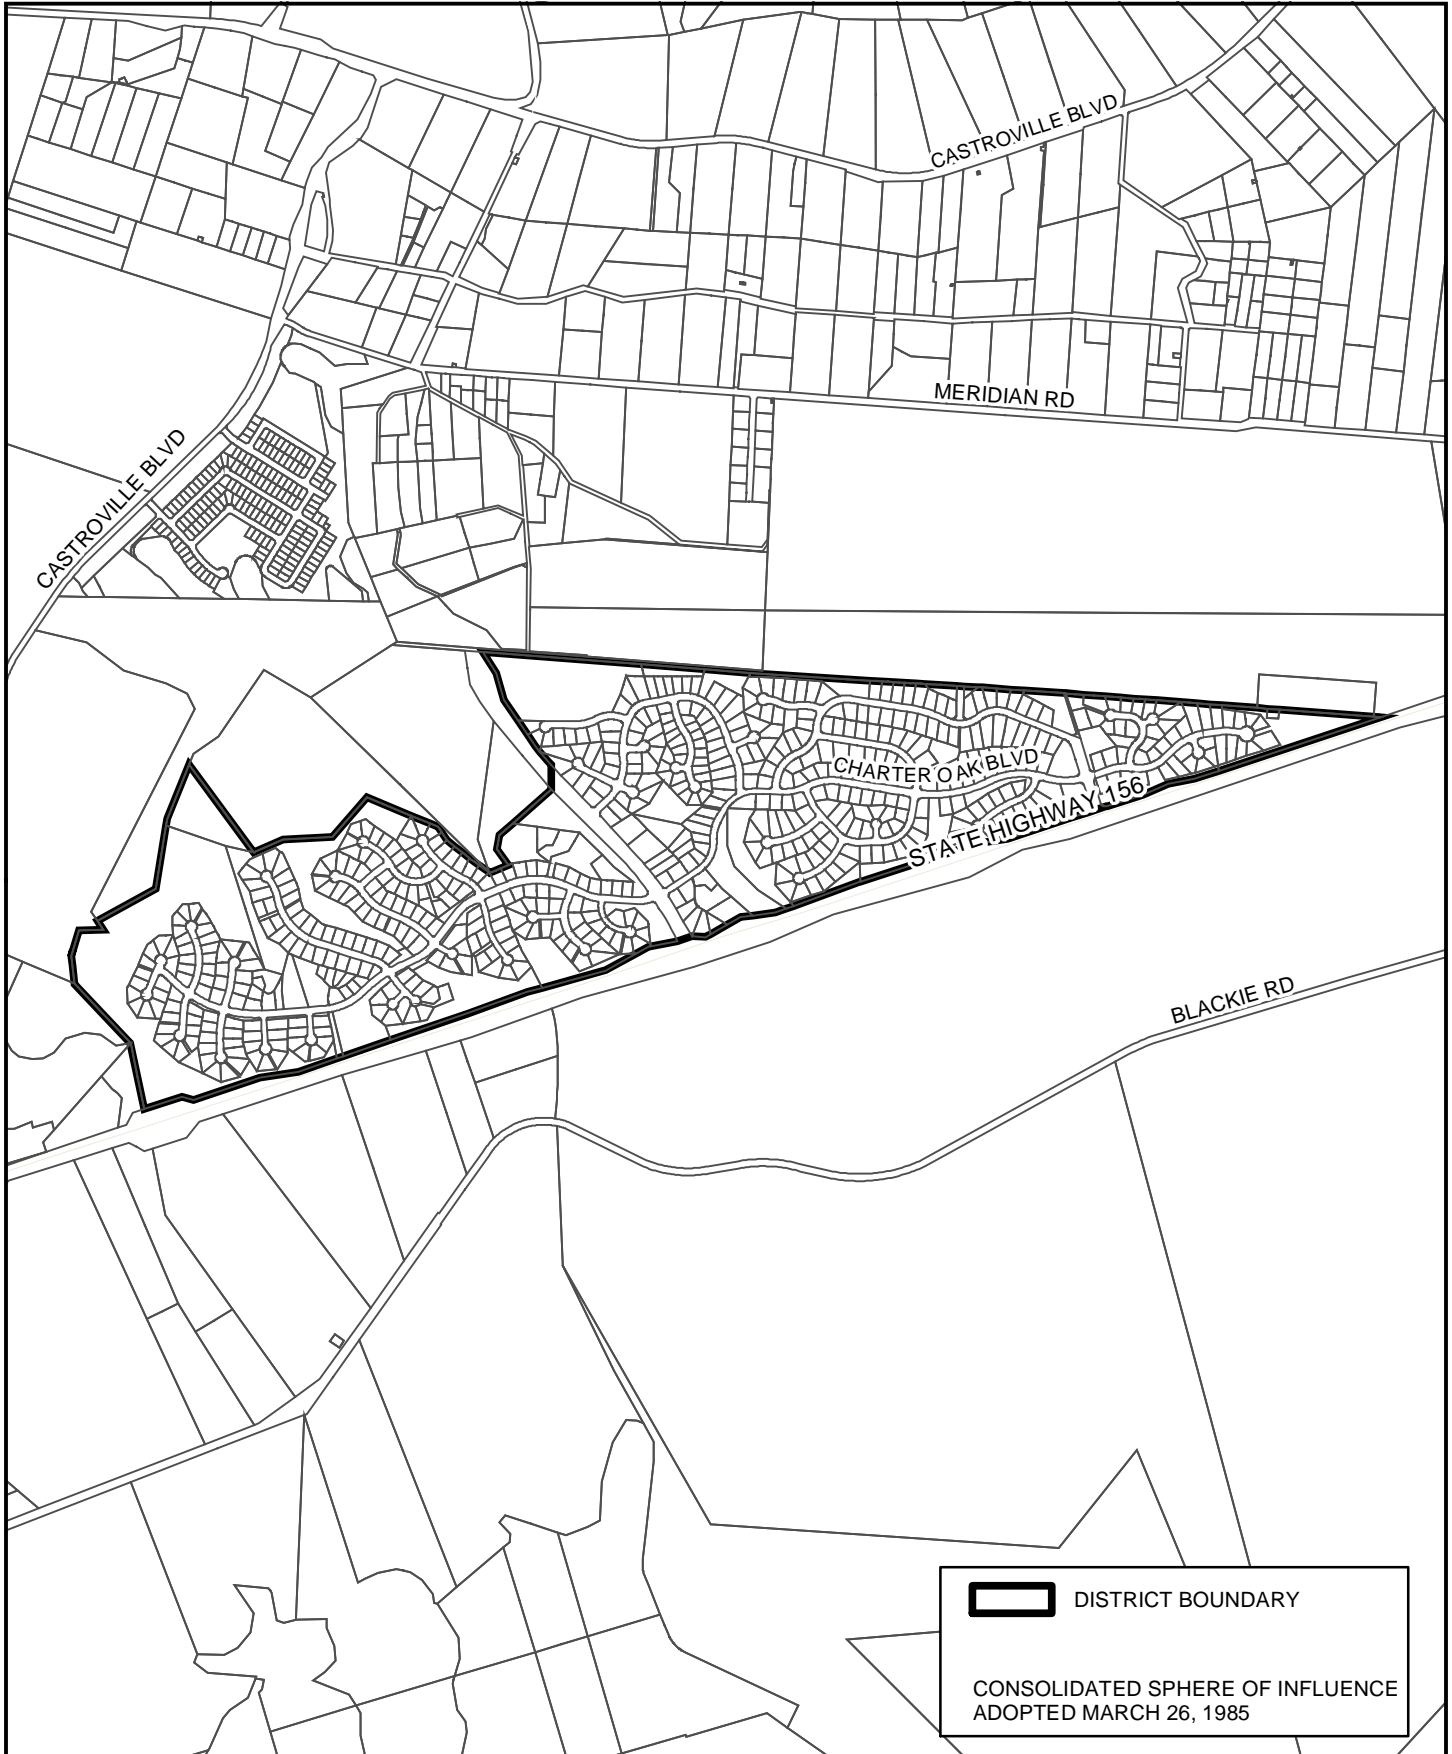 CASTROVILLE BLVD
MERIDIAN RD
CASTROVILLE BLVD
CHARTER OAK BLVD
STATE HIGHWAY 156
BLACKIE RD
DISTRICT BOUNDARY
CONSOLIDATED SPHERE OF INFLUENCE
ADOPTED MARCH 26, 1985